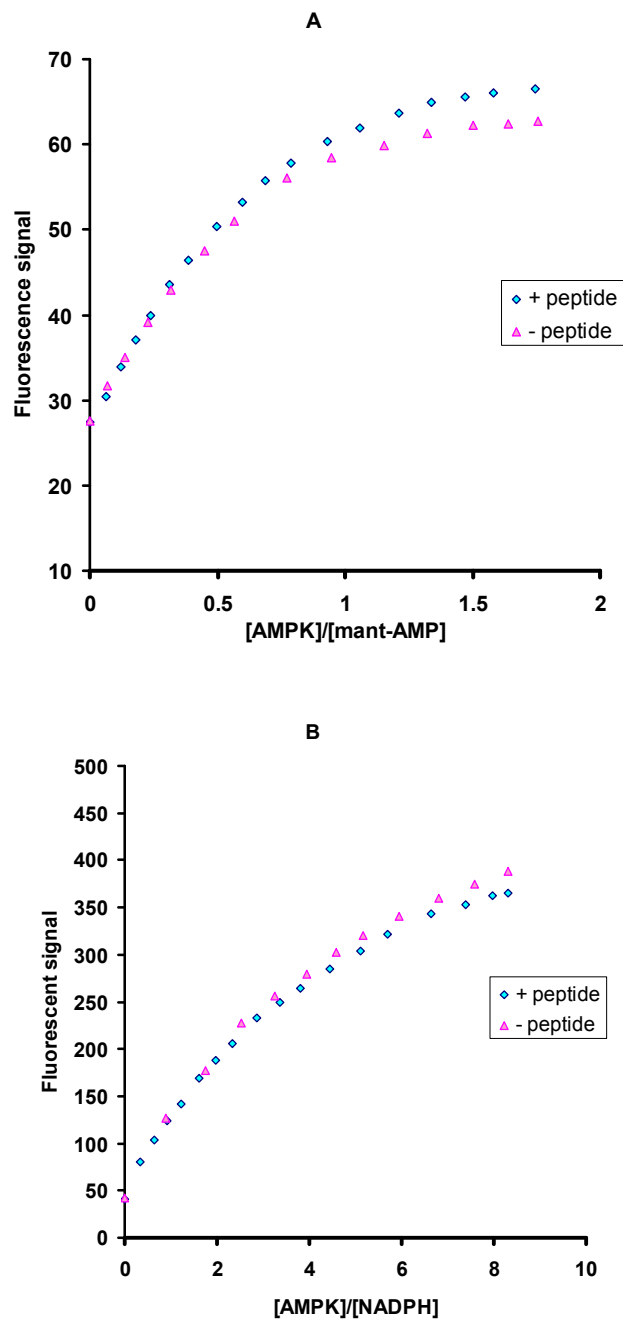 A
70
60
50
40
30
20
10
Fluorescence signal
+ peptide
- peptide
0
0.5
1
1.5
2
[AMPK]/[mant-AMP]
B
500
450
400
350
300
250
200
150
100
50
0
Fluorescent signal
+ peptide
- peptide
0
2
4
6
8
10
[AMPK]/[NADPH]